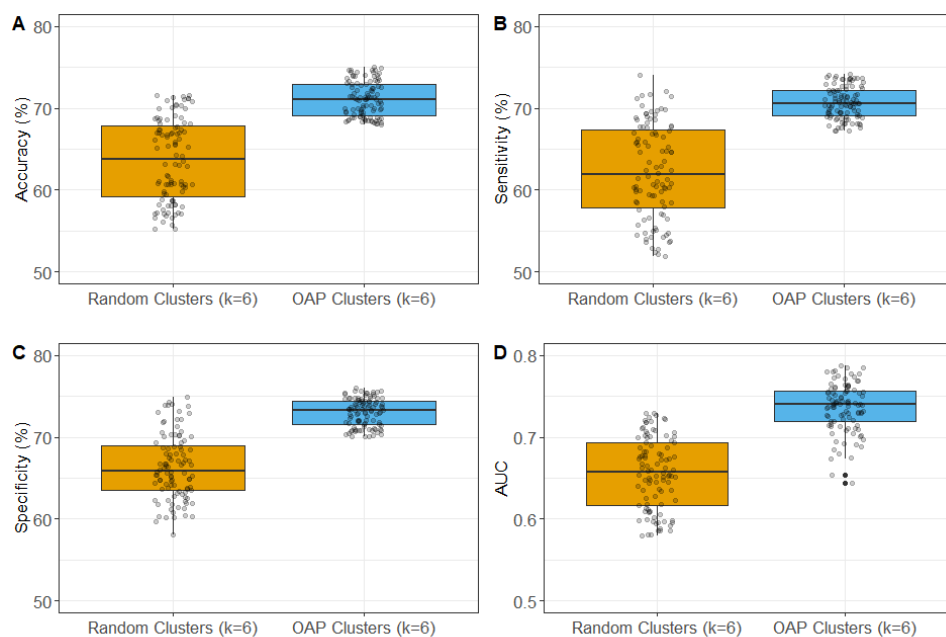 A
Accuracy (%)
80
70
60
50
Random Clusters (k=6) OAP Clusters (k=6)
B
Sensitivity (%)
80
70
60
50
Random Clusters (k=6) OAP Clusters (k=6)
C
Specificity (%)
80
70
60
50
Random Clusters (k=6) OAP Clusters (k=6)
D
AUC
0.8
0.7
0.6
0.5
Random Clusters (k=6) OAP Clusters (k=6)